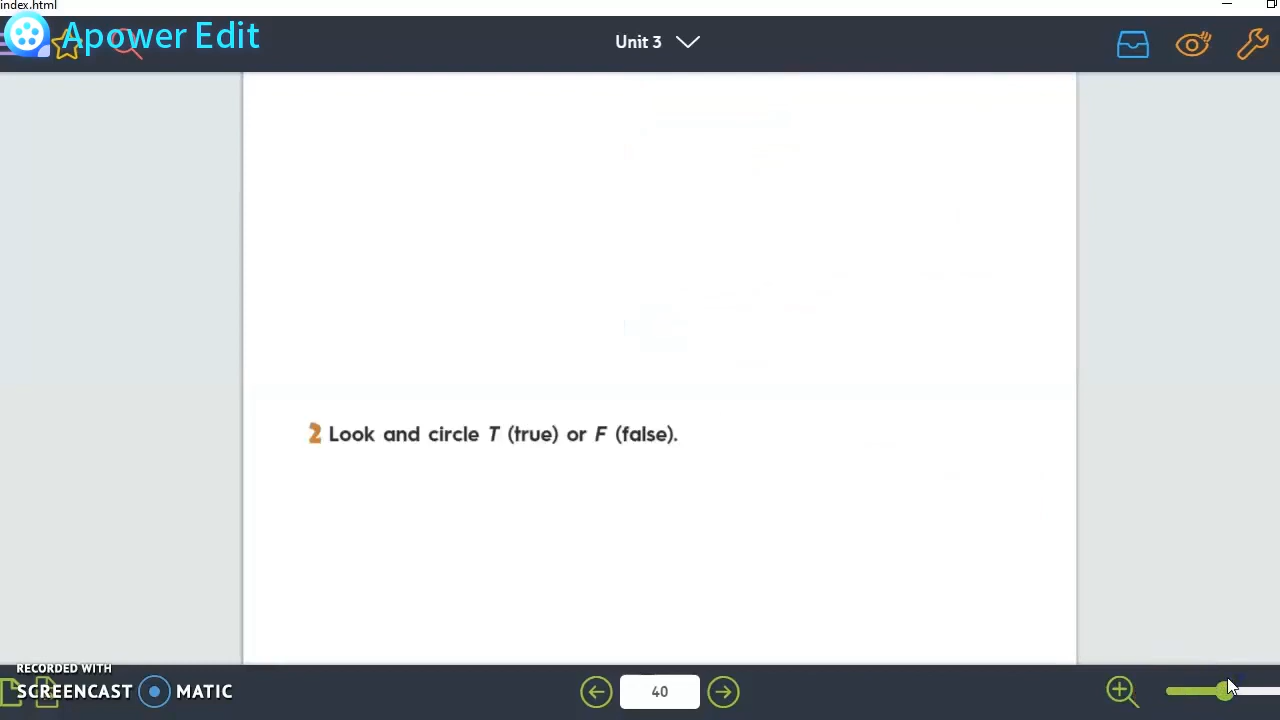 index.html
Apower Edit
Unit 3
2 Look and circle T (true) or F (false).
RECORDED WITH
SCREENCAST MATIC
40